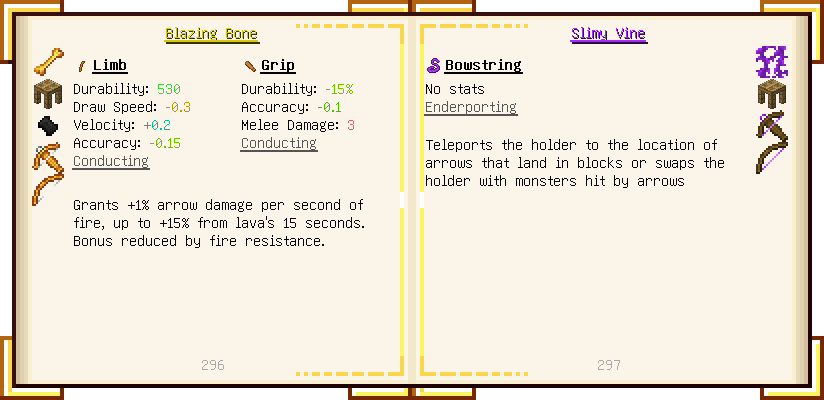 Blazing Bone
Limb
Durability: 530
Draw Speed: -0.3
Velocity: +0.2
Accuracy: -0.15
Conducting
Grip
Durability: -15%
Accuracy: -0.1
Melee Damage: 3
Conducting
Grants +1% arrow damage per second of
fire, up to +15% from lava's 15 seconds.
Bonus reduced by fire resistance.
296
Slimy Vine
Bowstring
No stats
Enderporting
Teleports the holder to the location of
arrows that land in blocks or swaps the
holder with monsters hit by arrows
297